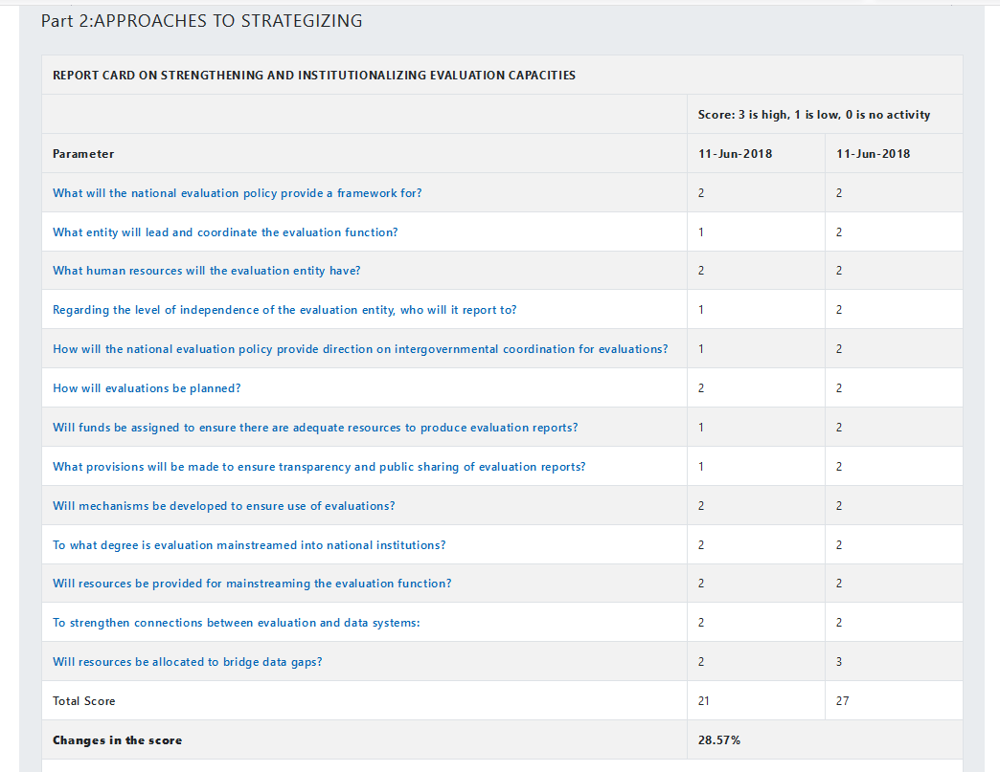 Part 2:APPROACHES TO STRATEGIZING
REPORT CARD ON STRENGTHENING AND INSTITUTIONALIZING EVALUATION CAPACITIES
Score: 3 is high, 1 is low, 0 is no activity
Parameter 11-Jun-2018 11-Jun-2018
What will the national evaluation policy provide a framework for? 2 2
What entity will lead and coordinate the evaluation function? 1 2
What human resources will the evaluation entity have? 2 2
Regarding the level of independence of the evaluation entity, who will it report to? 1 2
How will the national evaluation policy provide direction on intergovernmental coordination for evaluations? 1 2
How will evaluations be planned? 2 2
Will funds be assigned to ensure there are adequate resources to produce evaluation reports? 1 2
What provisions will be made to ensure transparency and public sharing of evaluation reports? 1 2
Will mechanisms be developed to ensure use of evaluations? 2 2
To what degree is evaluation mainstreamed into national institutions? 2 2
Will resources be provided for mainstreaming the evaluation function? 2 2
To strengthen connections between evaluation and data systems: 2 2
Will resources be allocated to bridge data gaps? 2 3
Total Score 21 27
Changes in the score 28.57%